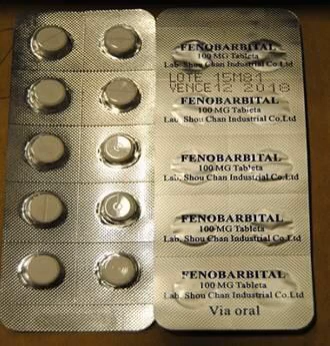 FENOBARBITAL
100 MG Tableta
Lab. Shou Chan Industrial Co.Ltd
LOTE 15M81
VENCE12 2018
FENOBARBITAL
100 MG Tableta
Lab. Shou Chan Industrial Co.Ltd
FENOBARBITAL
100 MG Tableta
Lab. Shou Chan Industrial Co.Ltd
FENOBARBITAL
100 MG Tableta
Lab. Shou Chan Industrial Co.Ltd
FENOBARBITAL
100 MG Tableta
Lab. Shou Chan Industrial Co.Ltd
Via oral